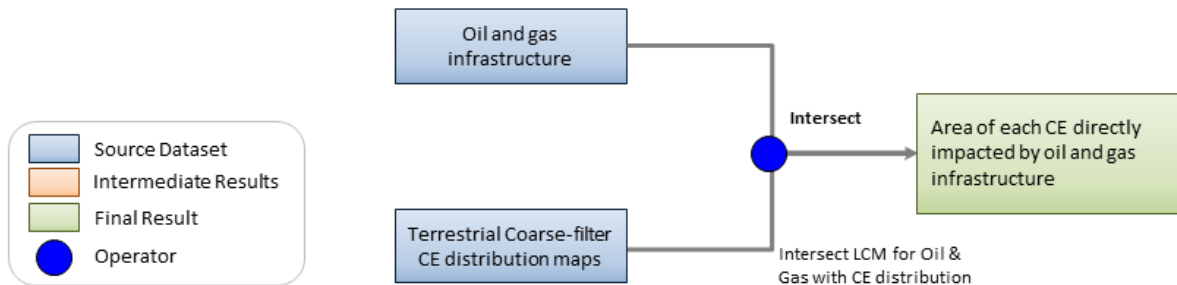 Oil and gas
infrastructure
Intersect
Area of each CE directly
impacted by oil and gas
infrastructure
Source Dataset
Intermediate Results
Final Result
Operator
Terrestrial Coarse-filter
CE distribution maps
Intersect LCM for Oil &
Gas with CE distribution